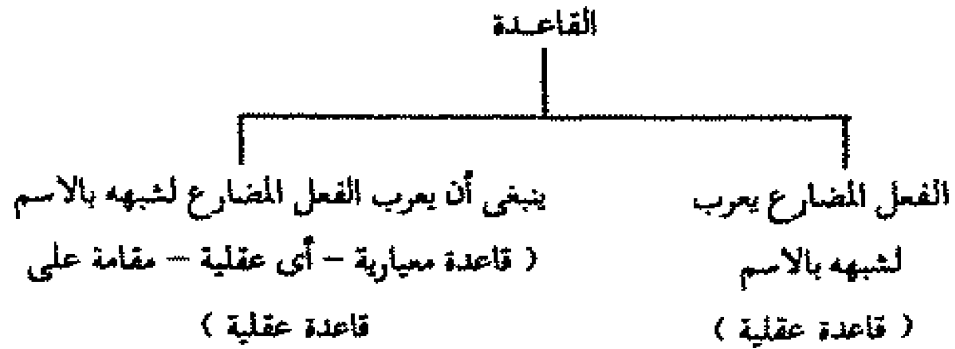 القاعدة
الفعل المضارع يعرب
لشبهه بالاسم
( قاعدة عقلية )
ينبغى أن يعرب الفعل المضارع لشبهه بالاسم
( قاعدة معيارية – أى عقلية – مقامة على
قاعدة عقلية )